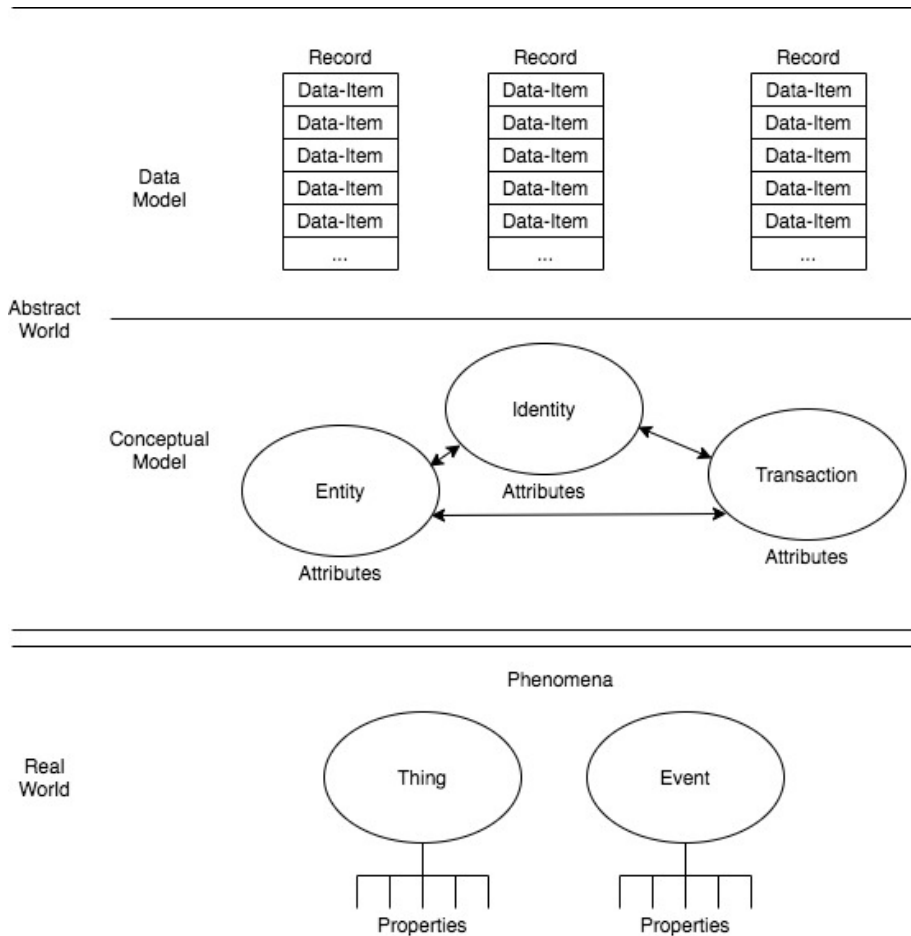 Record
Data-Item
Data-Item
Data-Item
Data-Item
Data-Item
...
Record
Data-Item
Data-Item
Data-Item
Data-Item
Data-Item
...
Record
Data-Item
Data-Item
Data-Item
Data-Item
Data-Item
...
Data
Model
Abstract
World
Conceptual
Model
Identity
Attributes
Entity
Attributes
Transaction
Attributes
Phenomena
Real
World
Thing
Properties
Event
Properties